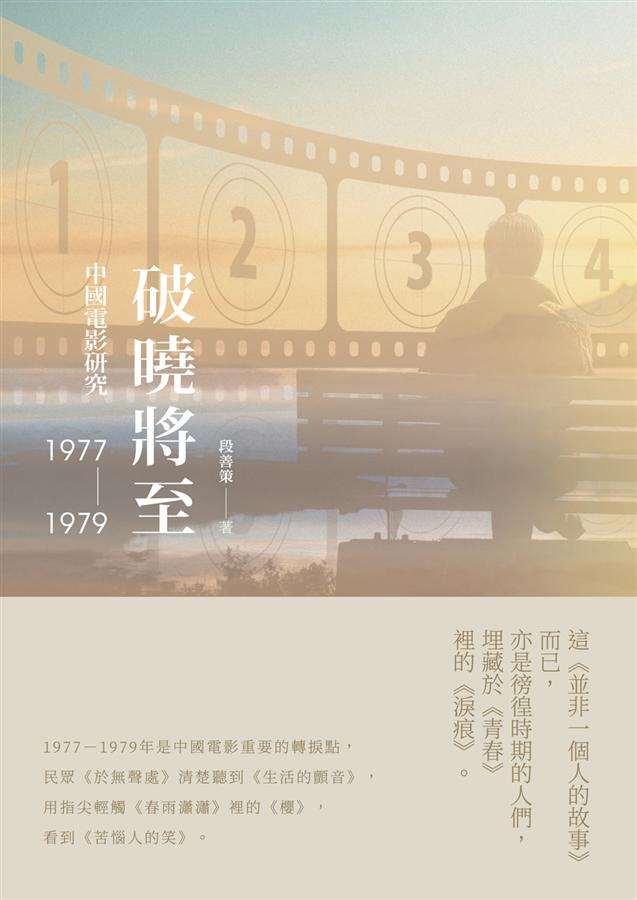 1
2
3
4
破曉將至
中國電影研究
1977
1979
段善策
著
這《並非一個人的故事》
而已，
亦是徬徨時期的人們，
埋藏於《青春》
裡的《淚痕》。
1977－1979年是中國電影重要的轉捩點，
民眾《於無聲處》清楚聽到《生活的顫音》，
用指尖輕觸《春雨瀟瀟》裡的《櫻》，
看到《苦惱人的笑》。